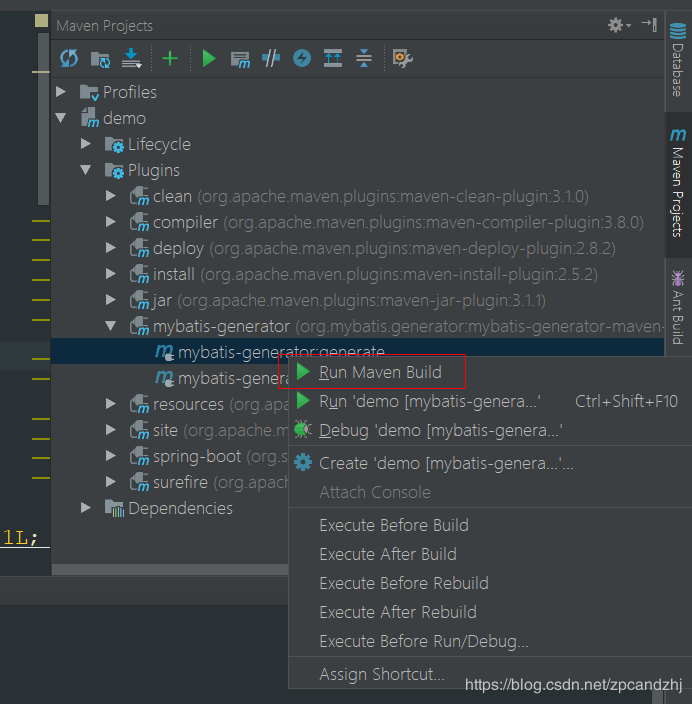 Maven Projects
Profiles
demo
Lifecycle
Plugins
clean (org.apache.maven.plugins:maven-clean-plugin:3.1.0)
compiler (org.apache.maven.plugins:maven-compiler-plugin:3.8.0)
deploy (org.apache.maven.plugins:maven-deploy-plugin:2.8.2)
install (org.apache.maven.plugins:maven-install-plugin:2.5.2)
jar (org.apache.maven.plugins:maven-jar-plugin:3.1.1)
mybatis-generator (org.mybatis.generator:mybatis-generator-maven-
mybatis-generator:generate
mybatis-genera
resources (org.apache.m
site (org.apache.m
spring-boot (org.s
surefire (org.apac
Dependencies
1L;
Run Maven Build
Run 'demo [mybatis-genera...' Ctrl+Shift+F10
Debug 'demo [mybatis-genera...'
Create 'demo [mybatis-genera...'...
Attach Console
Execute Before Build
Execute After Build
Execute Before Rebuild
Execute After Rebuild
Execute Before Run/Debug...
Assign Shortcut...
Database
Maven Projects
Ant Build
https://blog.csdn.net/zpcandzhj